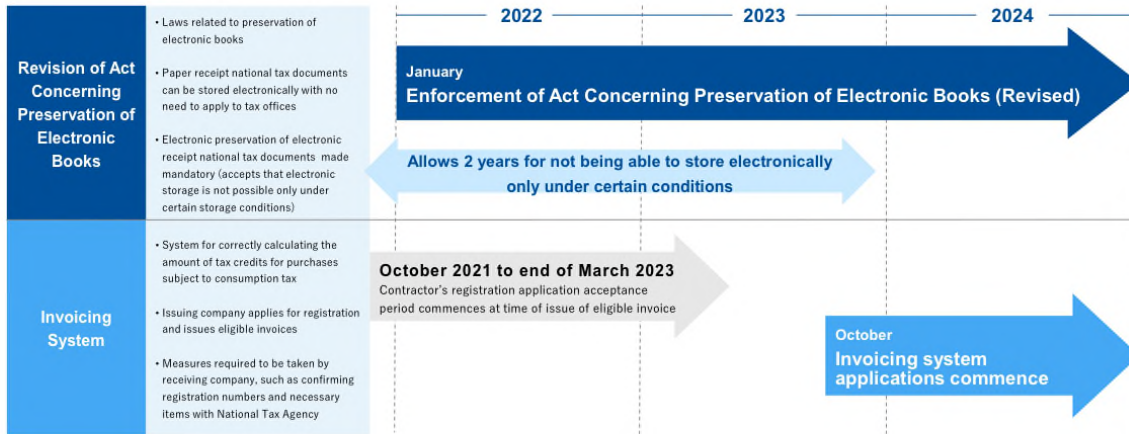 2022
2023
2024
Revision of Act
Concerning
Preservation of
Electronic
Books
• Laws related to preservation of
electronic books
• Paper receipt national tax documents
can be stored electronically with no
need to apply to tax offices
• Electronic preservation of electronic
receipt national tax documents made
mandatory (accepts that electronic
storage is not possible only under
certain storage conditions)
January
Enforcement of Act Concerning Preservation of Electronic Books (Revised)
Allows 2 years for not being able to store electronically
only under certain conditions
Invoicing
System
• System for correctly calculating the
amount of tax credits for purchases
subject to consumption tax
• Issuing company applies for registration
and issues eligible invoices
• Measures required to be taken by
receiving company, such as confirming
registration numbers and necessary
items with National Tax Agency
October 2021 to end of March 2023
Contractor's registration application acceptance
period commences at time of issue of eligible invoice
October
Invoicing system
applications commence